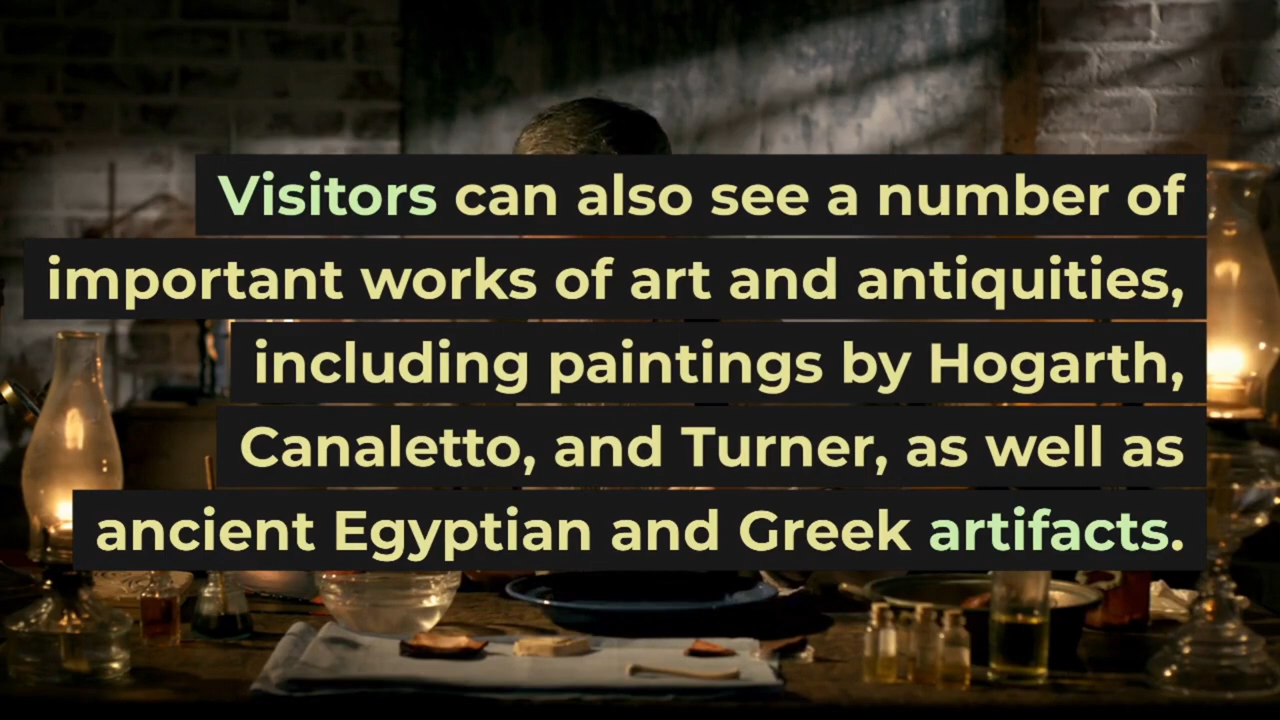 Visitors can also see a number of
important works of art and antiquities,
including paintings by Hogarth,
Canaletto, and Turner, as well as
ancient Egyptian and Greek artifacts.